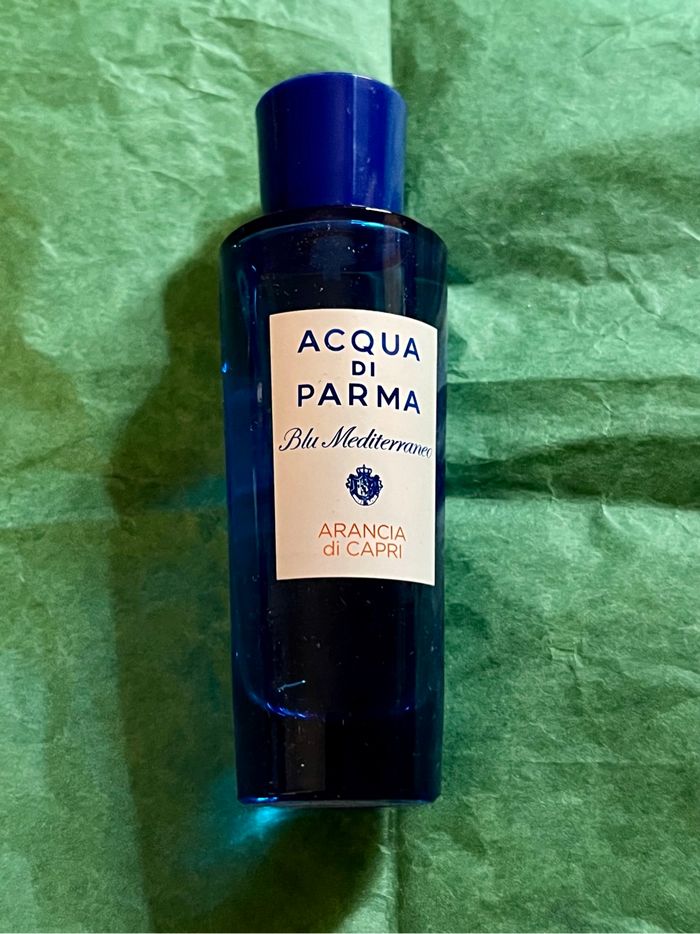 ACQUA
DI
PARMA
Blu Mediterraneo
ARANCIA
di CAPRI